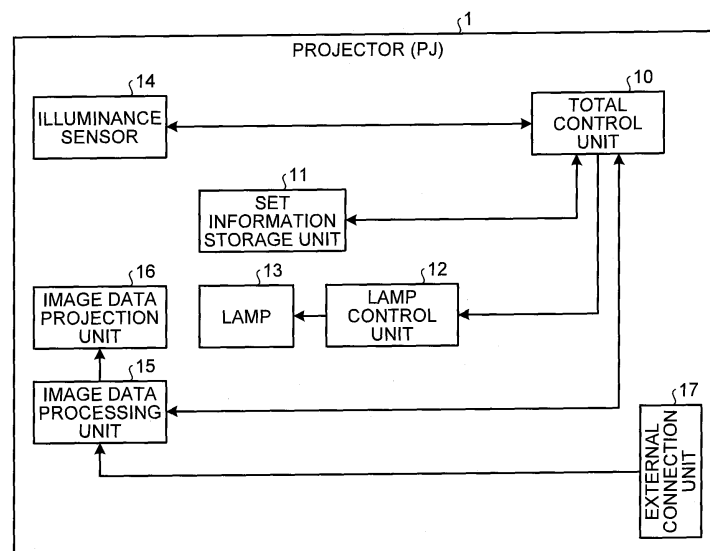 1
PROJECTOR (PJ)
14
ILLUMINANCE
SENSOR
10
TOTAL
CONTROL
UNIT
11
SET
INFORMATION
STORAGE UNIT
16
IMAGE DATA
PROJECTION
UNIT
13
LAMP
12
LAMP
CONTROL
UNIT
15
IMAGE DATA
PROCESSING
UNIT
17
EXTERNAL
CONNECTION
UNIT